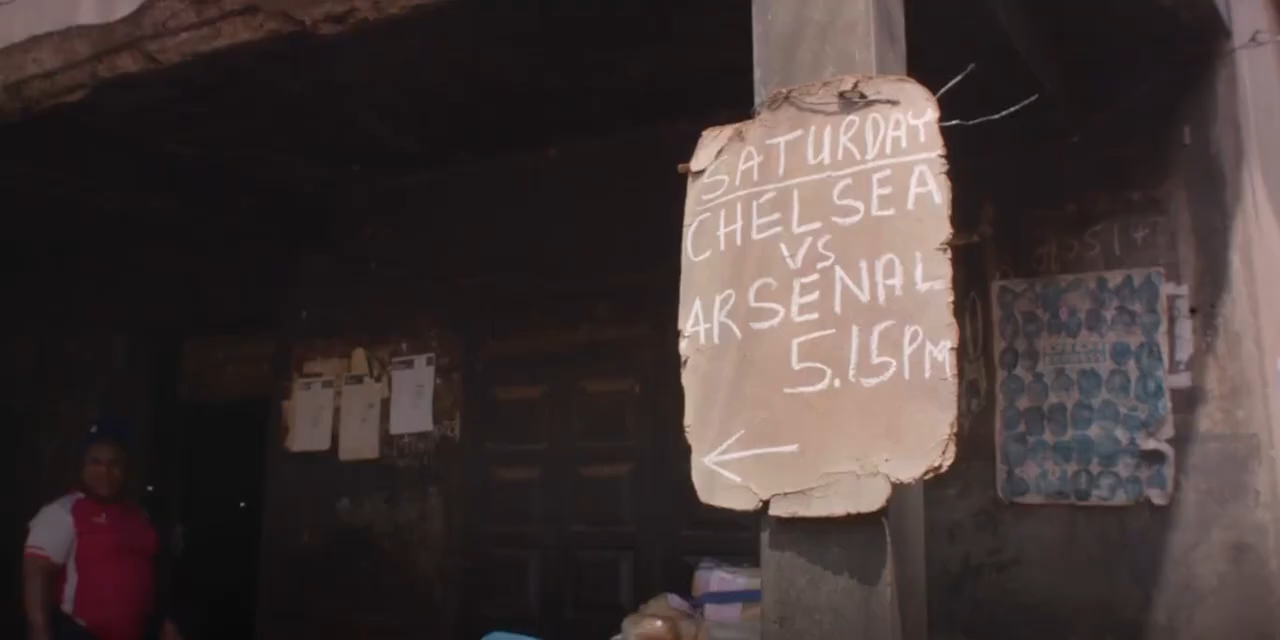 SATURDAY
CHELSEA
VS
ARSENAL
5.15PM